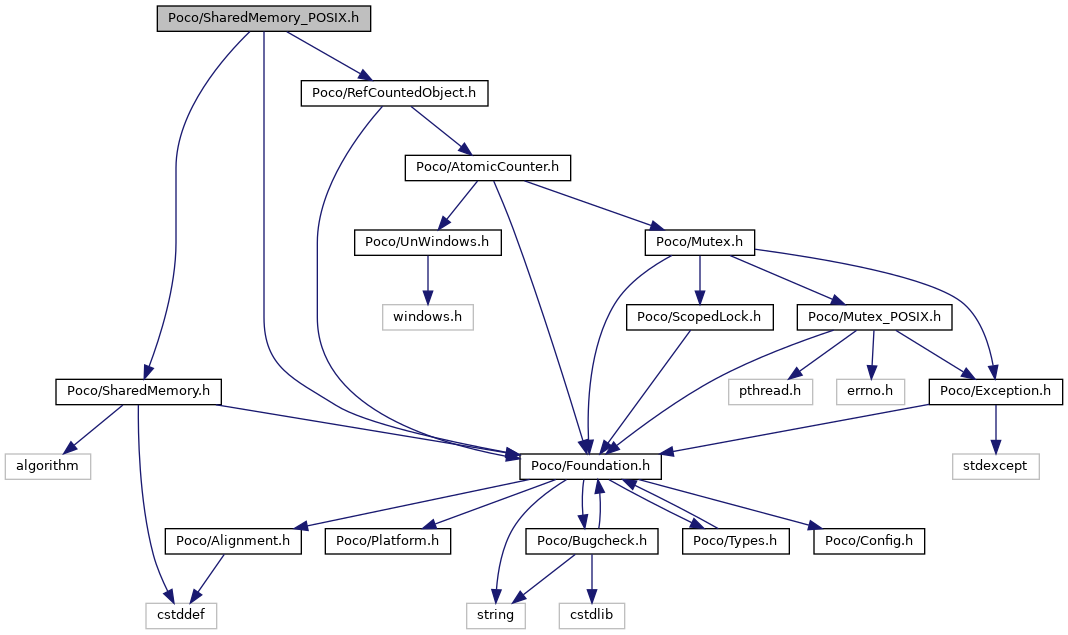 Poco/SharedMemory_POSIX.h
Poco/RefCountedObject.h
Poco/AtomicCounter.h
Poco/UnWindows.h
Poco/Mutex.h
windows.h
Poco/ScopedLock.h
Poco/Mutex_POSIX.h
Poco/SharedMemory.h
pthread.h
errno.h
Poco/Exception.h
algorithm
Poco/Foundation.h
stdexcept
Poco/Alignment.h
Poco/Platform.h
Poco/Bugcheck.h
Poco/Types.h
Poco/Config.h
cstddef
string
cstdlib